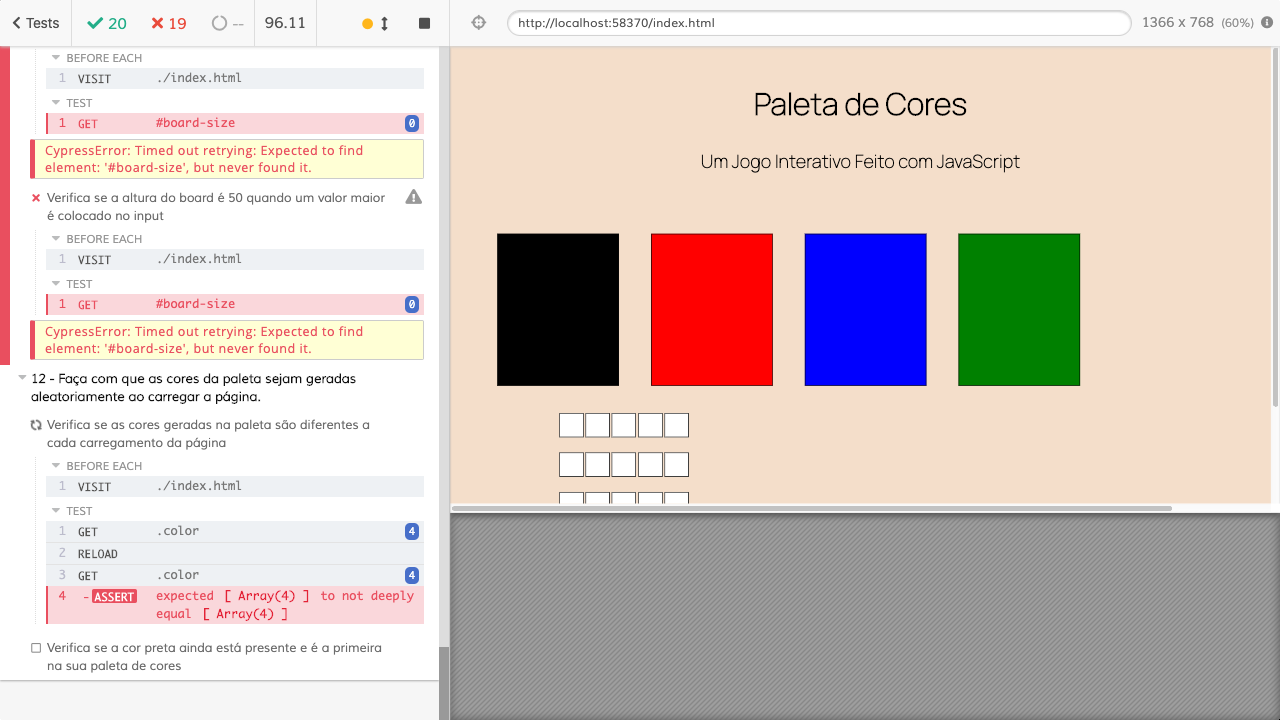 Tests 20 19 -- 96.11
http://localhost:58370/index.html 1366 x 768 (60%)
BEFORE EACH
1 VISIT ./index.html
TEST
1 GET #board-size 0
CypressError: Timed out retrying: Expected to find
element: '#board-size', but never found it.
Verifica se a altura do board é 50 quando um valor maior
é colocado no input
BEFORE EACH
1 VISIT ./index.html
TEST
1 GET #board-size 0
CypressError: Timed out retrying: Expected to find
element: '#board-size', but never found it.
12 - Faça com que as cores da paleta sejam geradas
aleatoriamente ao carregar a página.
Verifica se as cores geradas na paleta são diferentes a
cada carregamento da página
BEFORE EACH
1 VISIT ./index.html
TEST
1 GET .color 4
2 RELOAD
3 GET .color 4
4 -ASSERT expected [ Array(4) ] to not deeply
equal [ Array(4) ]
Verifica se a cor preta ainda está presente e é a primeira
na sua paleta de cores
Paleta de Cores
Um Jogo Interativo Feito com JavaScript